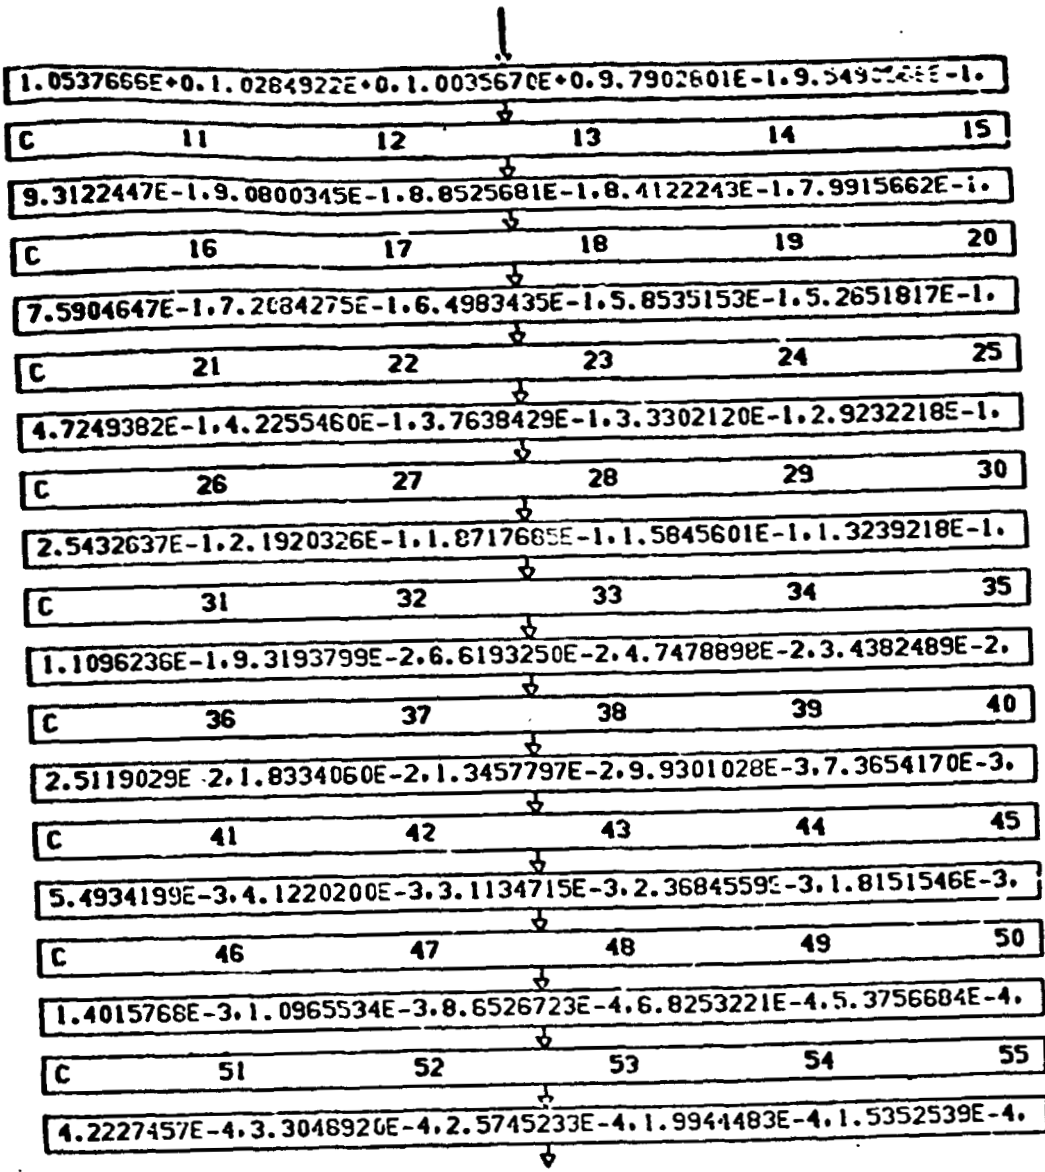 1.0537666E+0,1.0284922E+0,1.0035670E+0,9.7902801E-1,
C 11 12 13 14 15
9.3122447E-1,9.0800345E-1,8.8525681E-1,8.4122243E-1,7.9915662E-1,
C 16 17 18 19 20
7.5904647E-1,7.2084275E-1,6.4983435E-1,5.8535153E-1,5.2651817E-1,
C 21 22 23 24 25
4.7249382E-1,4.2255460E-1,3.7638429E-1,3.3302120E-1,2.9232218E-1,
C 26 27 28 29 30
2.5432637E-1,2.1920326E-1,1.8717685E-1,1.5845601E-1,1.3239218E-1,
C 31 32 33 34 35
1.1096236E-1,9.3193799E-2,6.6193250E-2,4.7478898E-2,3.4382489E-2,
C 36 37 38 39 40
2.5119029E-2,1.8334060E-2,1.3457797E-2,9.9301028E-3,7.3654170E-3,
C 41 42 43 44 45
5.4934199E-3,4.1220200E-3,3.1134715E-3,2.3684559E-3,1.8151546E-3,
C 46 47 48 49 50
1.4015768E-3,1.0965534E-3,8.6526723E-4,6.8253221E-4,5.3756684E-4,
C 51 52 53 54 55
4.2227457E-4,3.3046920E-4,2.5745233E-4,1.9944483E-4,1.5352539E-4,